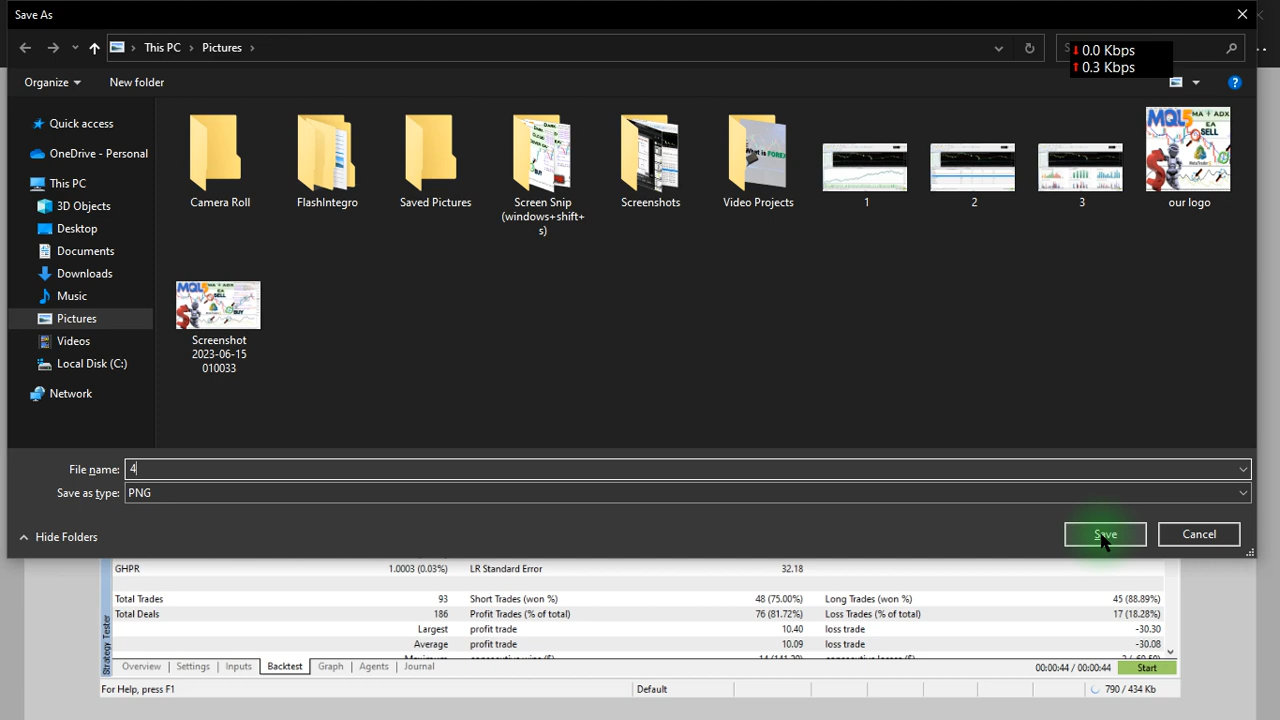 Save As
This PC
Pictures
0.0 Kbps
0.3 Kbps
Organize
New folder
Quick access
OneDrive - Personal
This PC
3D Objects
Desktop
Documents
Downloads
Music
Pictures
Videos
Local Disk (C:)
Network
Camera Roll
FlashIntegro
Saved Pictures
Screen Snip
(windows+shift+
s)
Screenshots
Video Projects
1
2
3
our logo
Screenshot
2023-06-15
010033
File name:
4
Save as type:
PNG
Hide Folders
Save
Cancel
GHPR 1.0003 (0.03%) LR Standard Error 32.18
Total Trades 93 Short Trades (won %) 48 (75.00%) Long Trades (won %) 45 (88.89%)
Total Deals 186 Profit Trades (% of total) 76 (81.72%) Loss Trades (% of total) 17 (18.28%)
Largest profit trade 10.40 loss trade -30.30
Average profit trade 10.09 loss trade -30.08
Strategy Tester
Overview Settings Inputs Backtest Graph Agents Journal 00:00:44 / 00:00:44 Start
For Help, press F1 Default 790 / 434 Kb